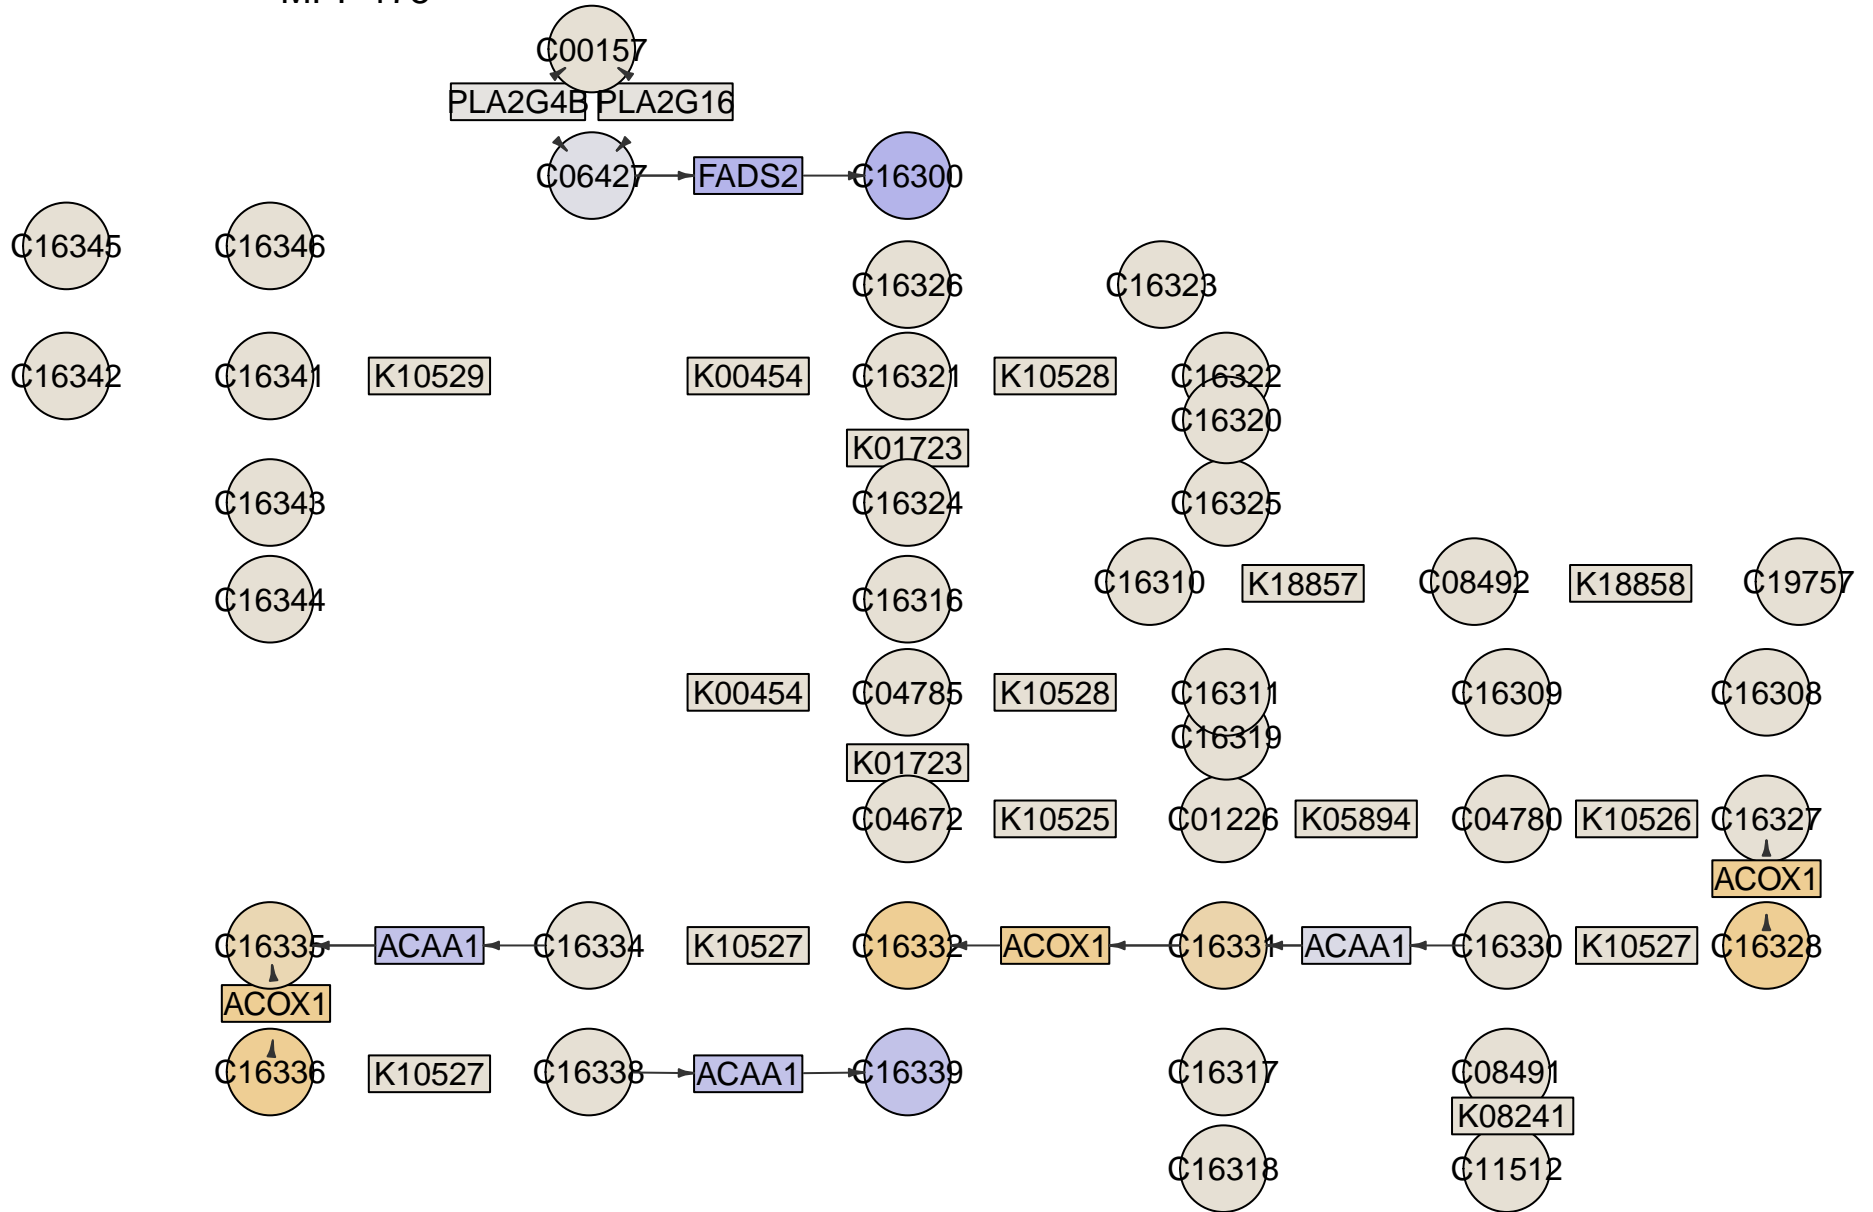 C00157
PLA2G4B PLA2G16
C06427 FADS2 C16300
C16345 C16346
C16326 C16323
C16342 C16341 K10529 K00454 C16321 K10528 C16322
C16320
K01723
C16343 C16324 C16325
C16310 K18857 C08492 K18858 C19757
C16344 C16316
K00454 C04785 K10528 C16311 C16309 C16308
C16319
K01723
C04672 K10525 C01226 K05894 C04780 K10526 C16327
ACOX1
C16335 ACAA1 C16334 K10527 C16332 ACOX1 C16331 ACAA1 C16330 K10527 C16328
ACOX1
C16336 K10527 C16338 ACAA1 C16339 C16317 C08491
K08241
C16318 C11512